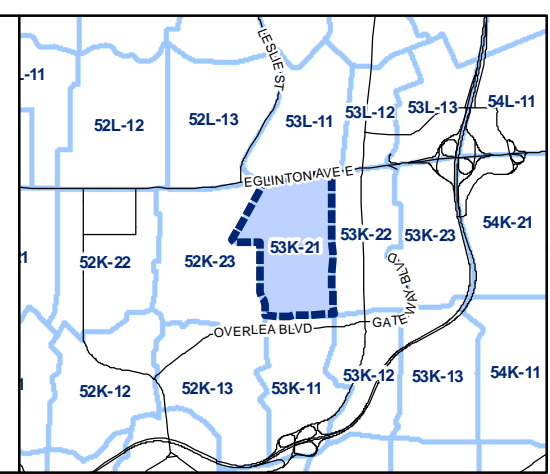 LESLIE ST
-11
52L-12
52L-13
53L-11
53L-12
53L-13
54L-11
EGLINTON AVE E
1
52K-22
52K-23
53K-21
53K-22
53K-23
54K-21
OVERLEA BLVD
GATEWAY BLVD
52K-12
52K-13
53K-11
53K-12
53K-13
54K-11